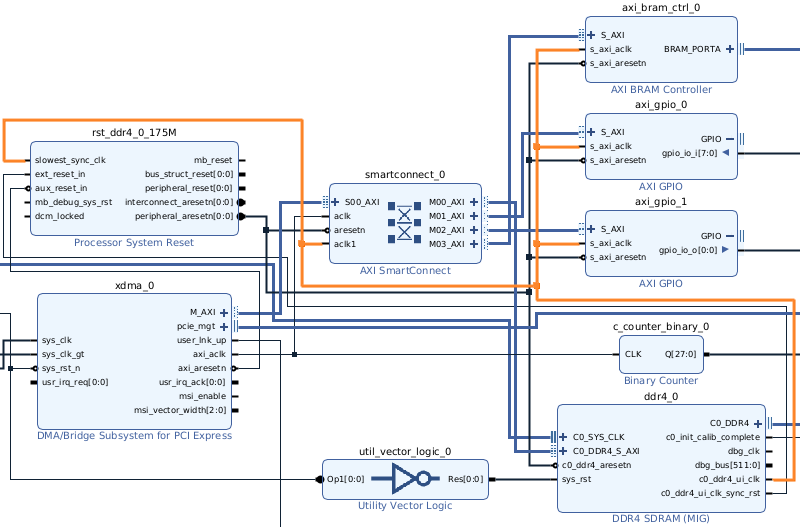 axi_bram_ctrl_0
S_AXI
s_axi_aclk
s_axi_aresetn
BRAM_PORTA
AXI BRAM Controller
axi_gpio_0
S_AXI
s_axi_aclk
s_axi_aresetn
GPIO
gpio_io_i[7:0]
AXI GPIO
rst_ddr4_0_175M
slowest_sync_clk
ext_reset_in
aux_reset_in
mb_debug_sys_rst
dcm_locked
mb_reset
bus_struct_reset[0:0]
peripheral_reset[0:0]
interconnect_aresetn[0:0]
peripheral_aresetn[0:0]
Processor System Reset
smartconnect_0
S00_AXI
aclk
aresetn
aclk1
M00_AXI
M01_AXI
M02_AXI
M03_AXI
AXI SmartConnect
axi_gpio_1
S_AXI
s_axi_aclk
s_axi_aresetn
GPIO
gpio_io_o[0:0]
AXI GPIO
xdma_0
sys_clk
sys_clk_gt
sys_rst_n
usr_irq_req[0:0]
M_AXI
pcie_mgt
user_lnk_up
axi_aclk
axi_aresetn
usr_irq_ack[0:0]
msi_enable
msi_vector_width[2:0]
DMA/Bridge Subsystem for PCI Express
c_counter_binary_0
CLK
Q[27:0]
Binary Counter
ddr4_0
C0_SYS_CLK
C0_DDR4_S_AXI
c0_ddr4_aresetn
sys_rst
C0_DDR4
c0_init_calib_complete
dbg_clk
dbg_bus[511:0]
c0_ddr4_ui_clk
c0_ddr4_ui_clk_sync_rst
DDR4 SDRAM (MIG)
util_vector_logic_0
Op1[0:0]
Res[0:0]
Utility Vector Logic